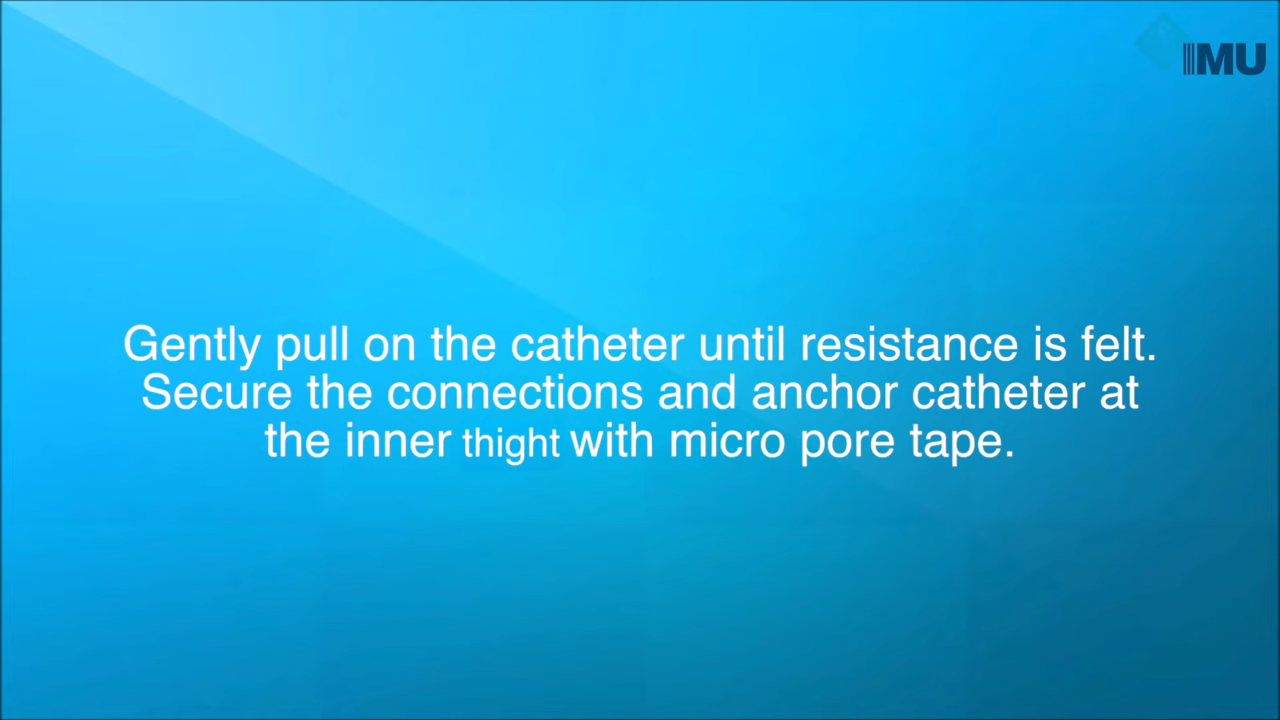 IMU
Gently pull on the catheter until resistance is felt.
Secure the connections and anchor catheter at
the inner thight with micro pore tape.